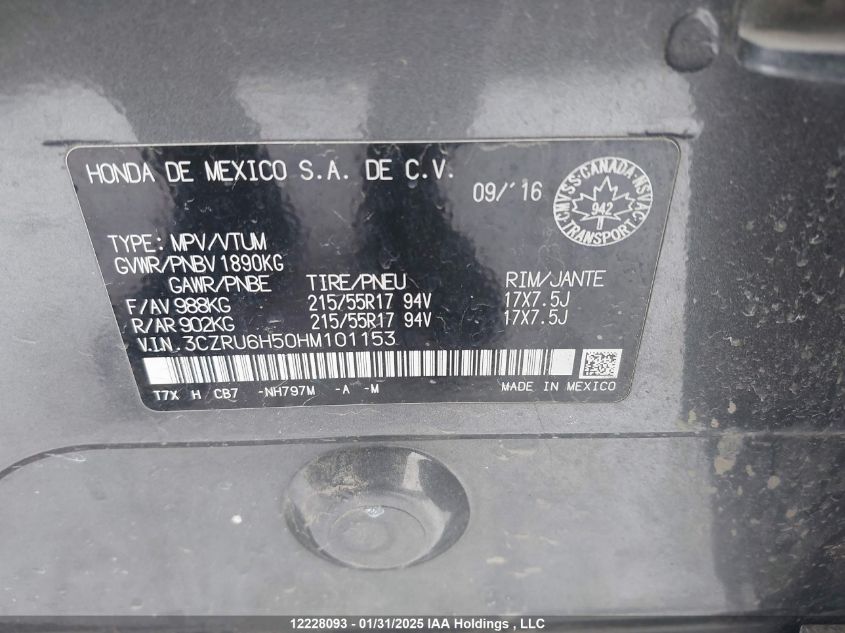 HONDA DE MEXICO S.A. DE C.V.
09/'16
CMVSS-CANADA-NSVAC
942
TRANSPORT
TYPE: MPV/VTUM
GVWR/PNBV 1890KG
GAWR/PNBE TIRE/PNEU RIM/JANTE
F/AV 988KG 215/55R17 94V 17X7.5J
R/AR 902KG 215/55R17 94V 17X7.5J
V.I.N. 3CZRU6H50HM101153
T7X H CB7 -NH797M -A -M MADE IN MEXICO
12228093 - 01/31/2025 IAA Holdings , LLC